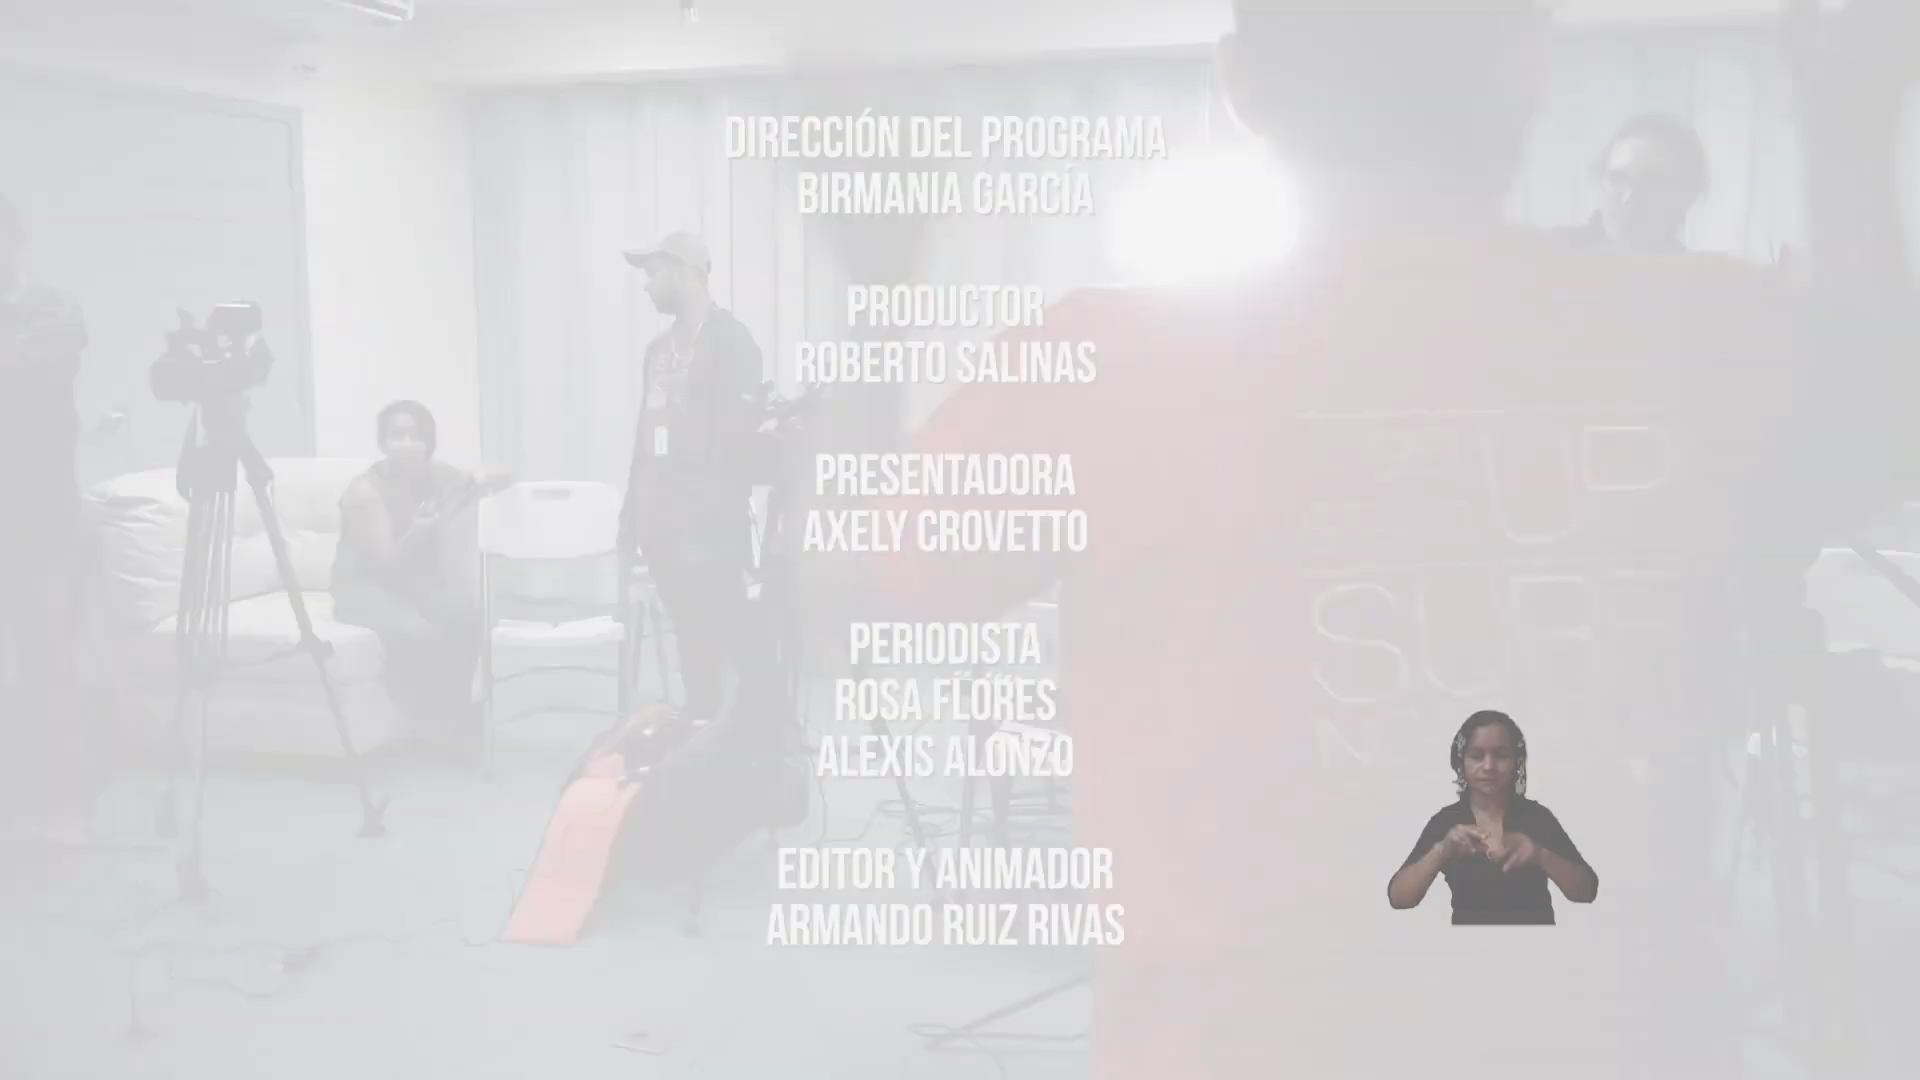 DIRECCIÓN DEL PROGRAMA
BIRMANIA GARCÍA
PRODUCTOR
ROBERTO SALINAS
PRESENTADORA
AXELY CROVETTO
PERIODISTA
ROSA FLORES
ALEXIS ALONZO
EDITOR Y ANIMADOR
ARMANDO RUIZ RIVAS